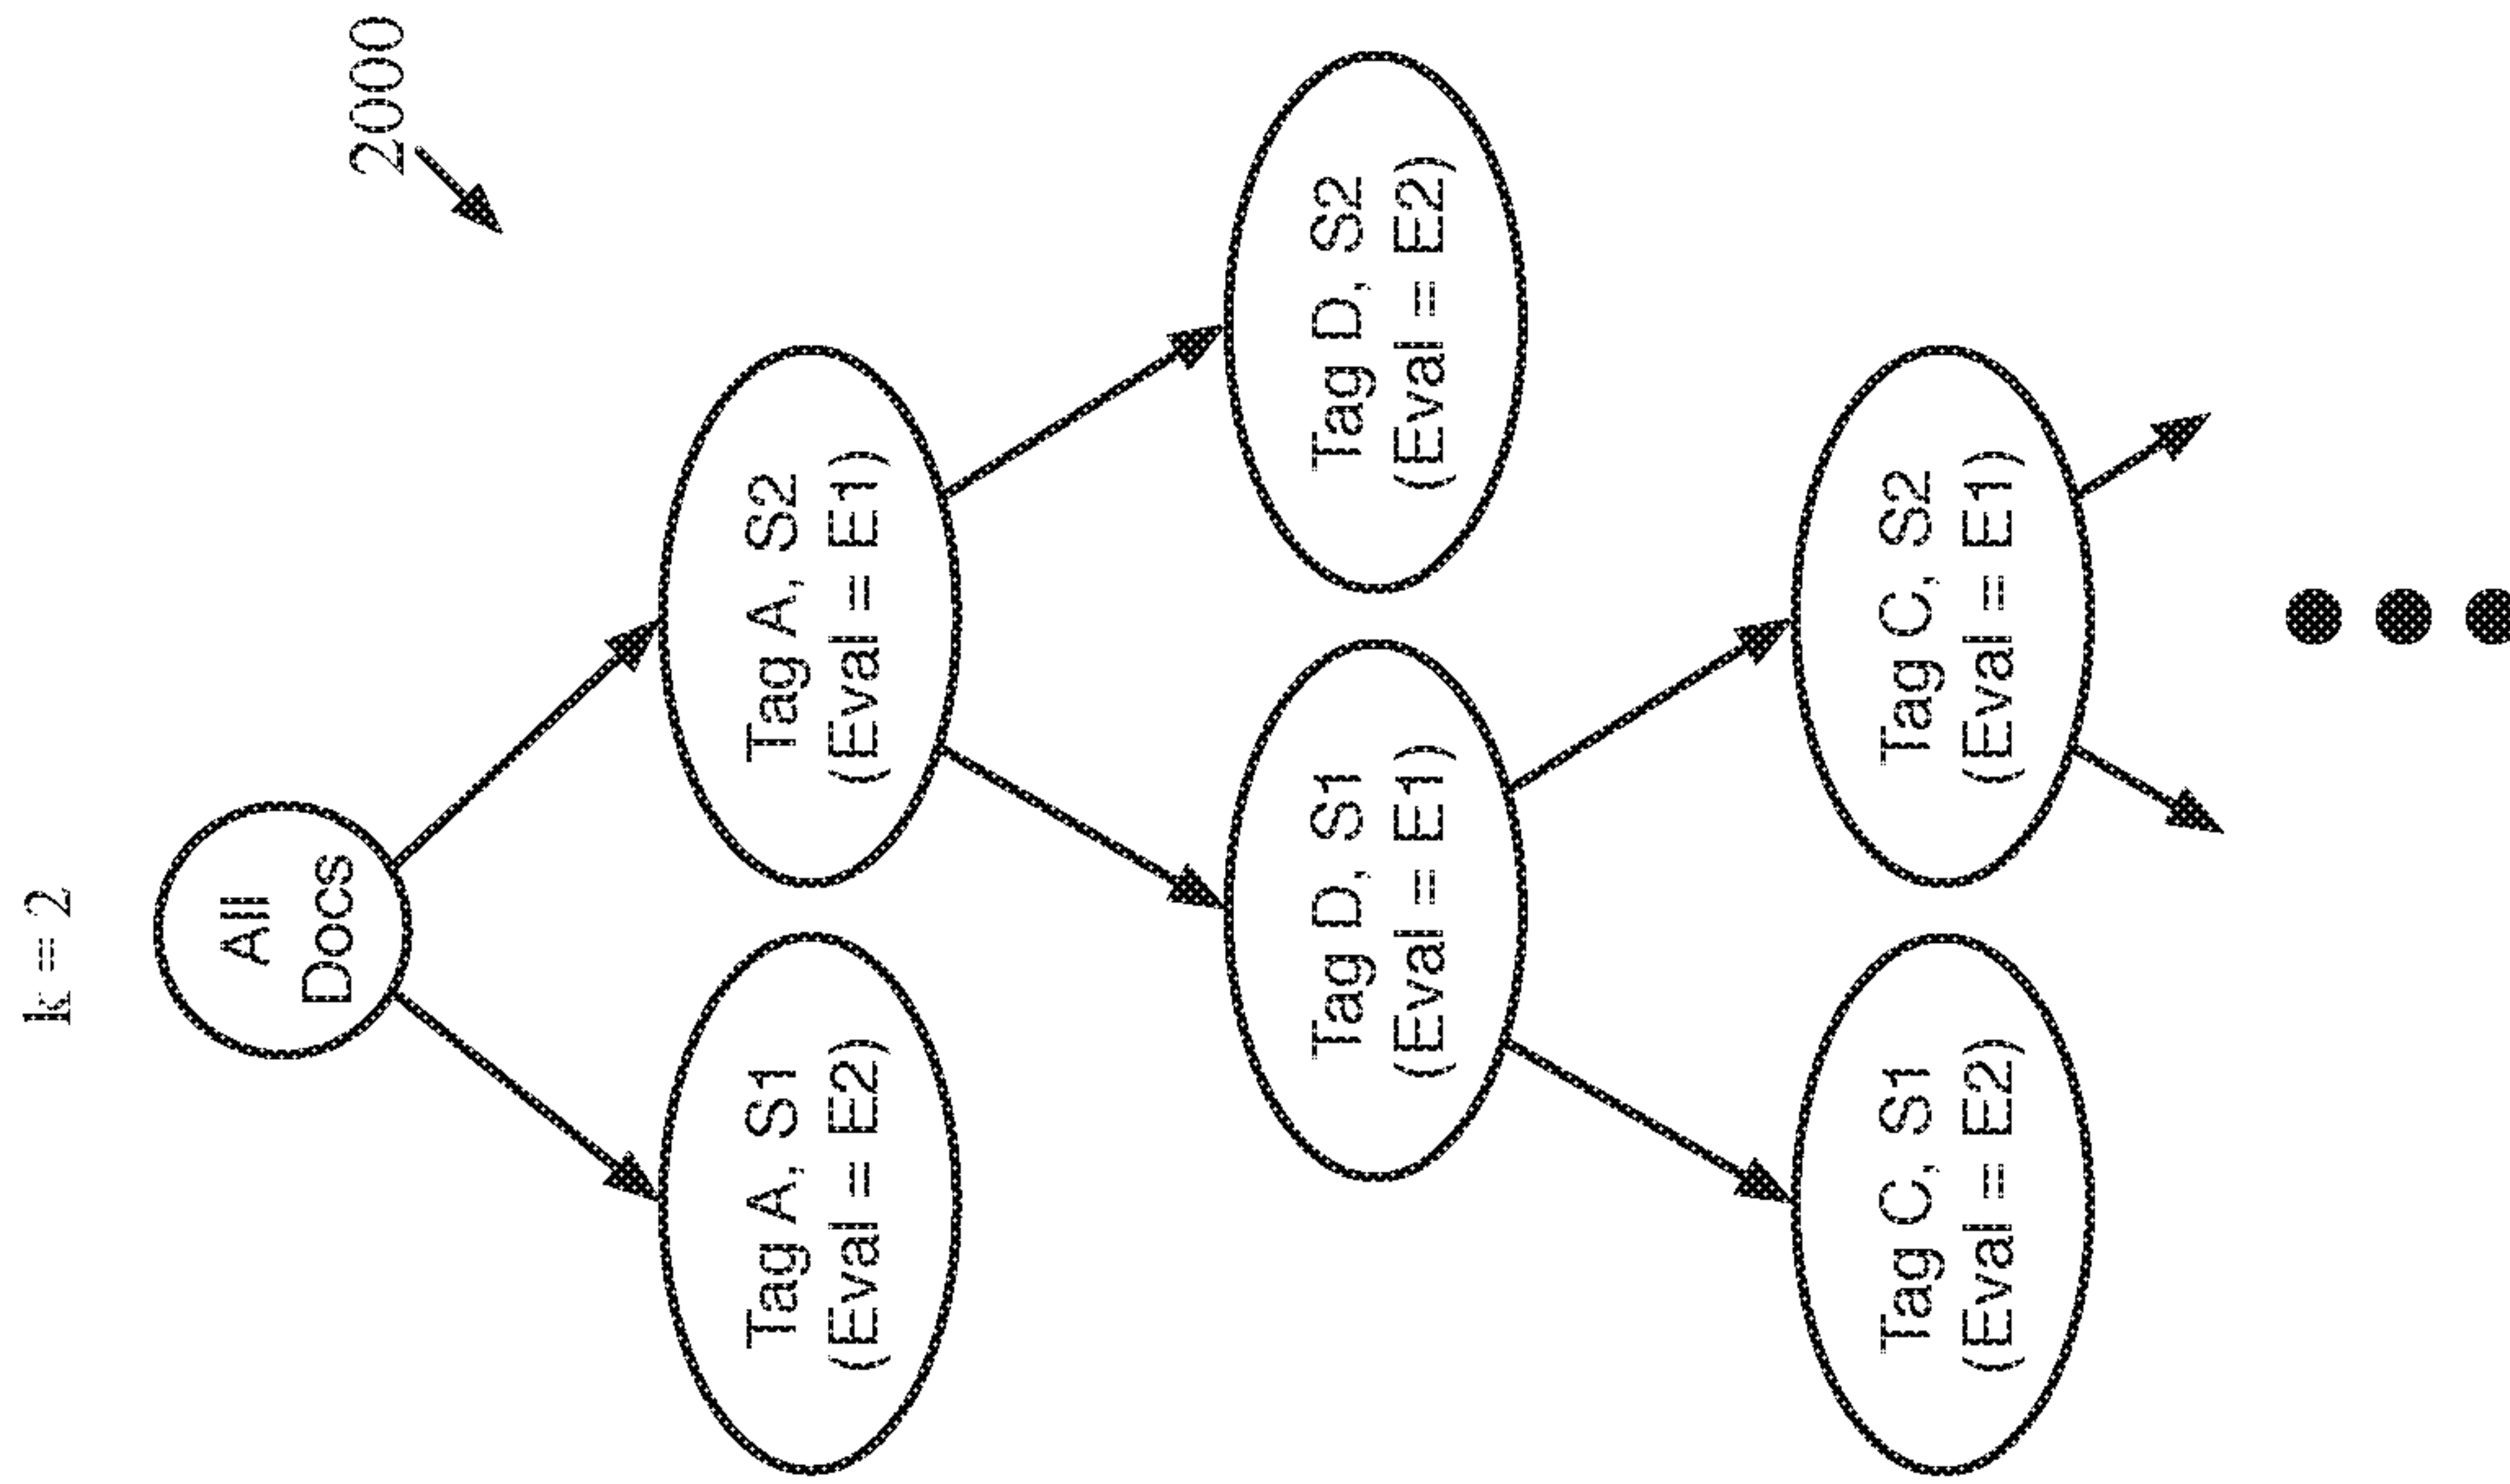 k = 2
2000
All
Docs
Tag A, S1
(Eval = E2)
Tag A, S2
(Eval = E1)
Tag D, S1
(Eval = E1)
Tag D, S2
(Eval = E2)
Tag C, S1
(Eval = E2)
Tag C, S2
(Eval = E1)